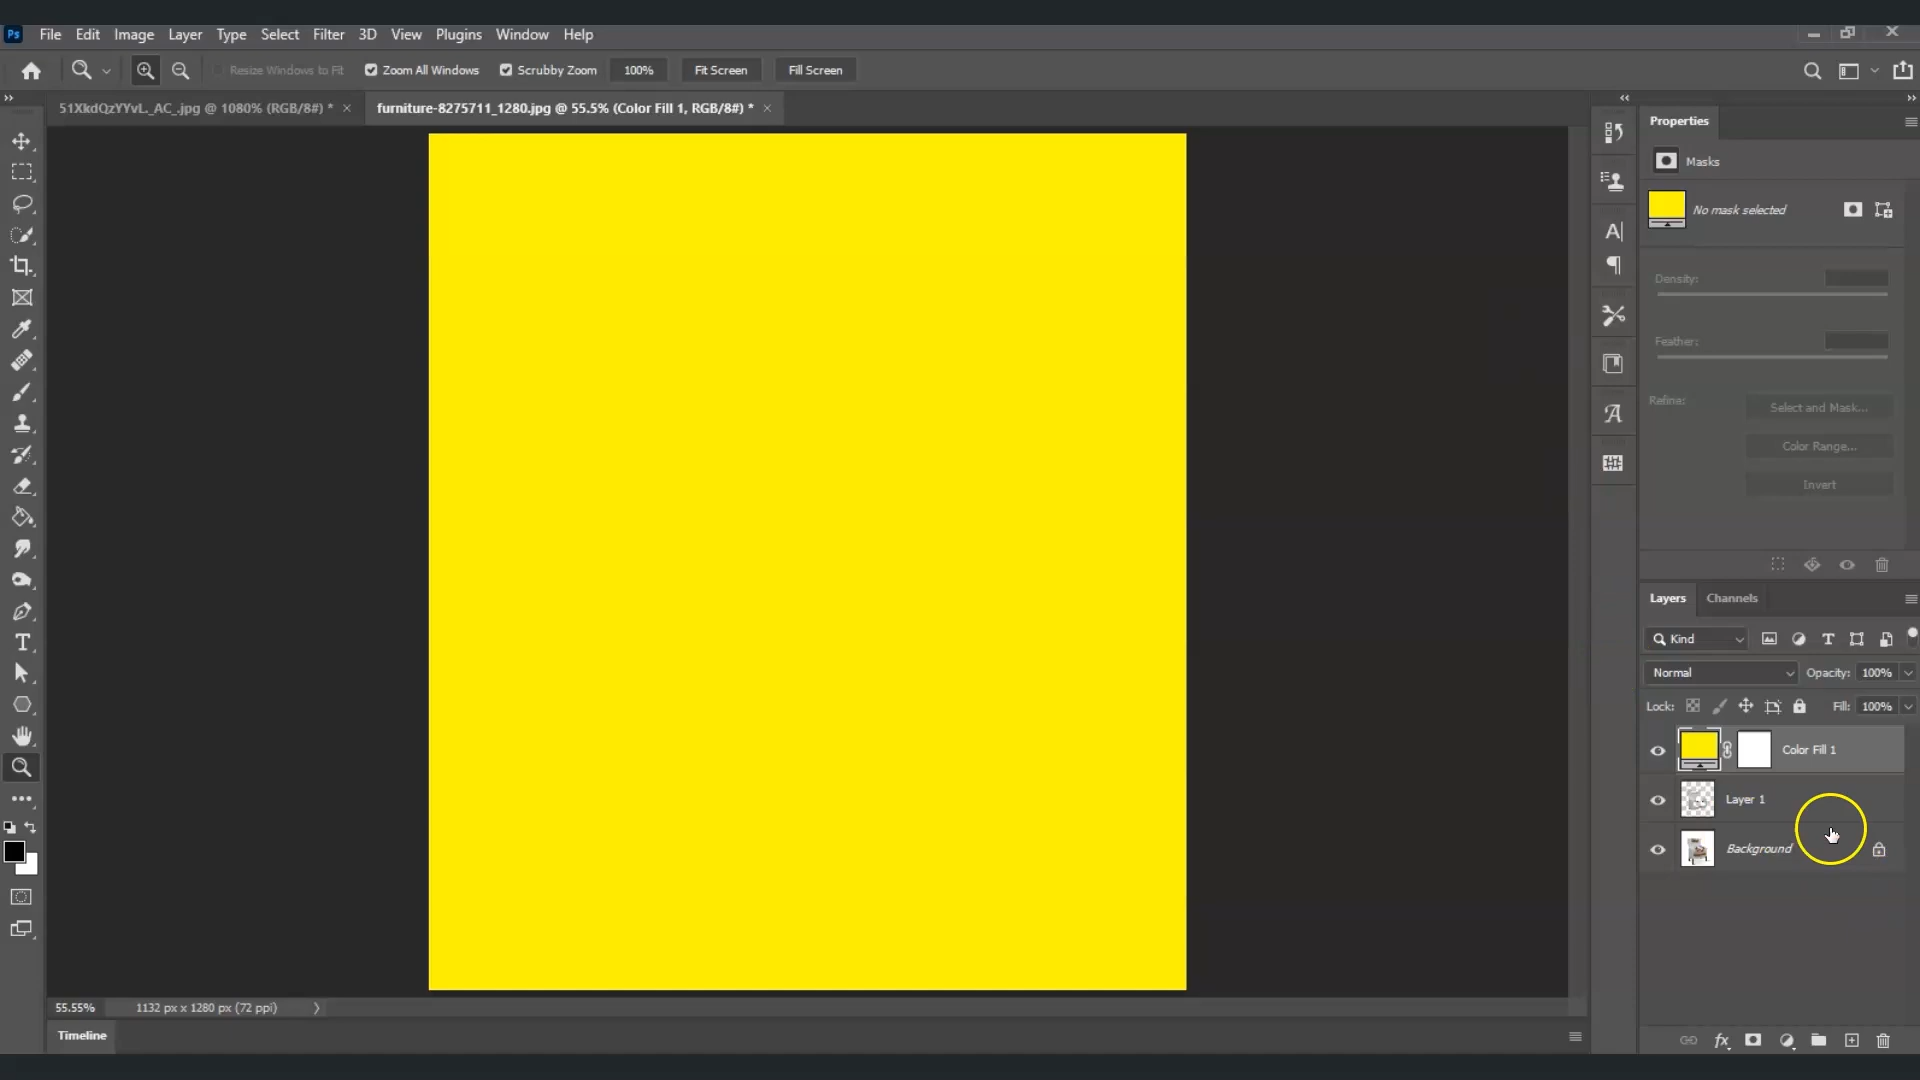 Ps File Edit Image Layer Type Select Filter 3D View Plugins Window Help
Resize Windows to Fit Zoom All Windows Scrubby Zoom 100% Fit Screen Fill Screen
51XkdQzYYvL_AC_.jpg @ 1080% (RGB/8#) * × furniture-8275711_1280.jpg @ 55.5% (Color Fill 1, RGB/8#) * ×
Properties
Masks
No mask selected
Density:
Feather:
Refine:
Select and Mask...
Color Range...
Invert
Layers Channels
Kind
Normal Opacity: 100%
Lock: Fill: 100%
Color Fill 1
Layer 1
Background
55.55% 1132 px x 1280 px (72 ppi)
Timeline